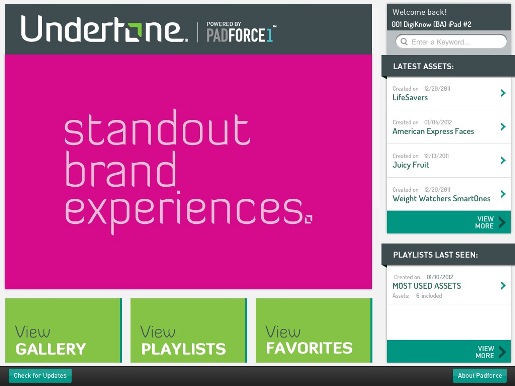 Undertone.
POWERED BY
PADFORCE1™
standout
brand
experiences.
View
GALLERY
View
PLAYLISTS
View
FAVORITES
Welcome back!
001 DigiKnow (BA) iPad #2
Enter a Keyword...
LATEST ASSETS:
Created on 12/20/2011
LifeSavers
Created on 01/06/2012
American Express Faces
Created on 12/13/2011
Juicy Fruit
Created on 12/20/2011
Weight Watchers SmartOnes
VIEW
MORE
PLAYLISTS LAST SEEN:
Created on 01/10/2012
MOST USED ASSETS
Assets: 6 included
VIEW
MORE
Check for Updates
About Padforce